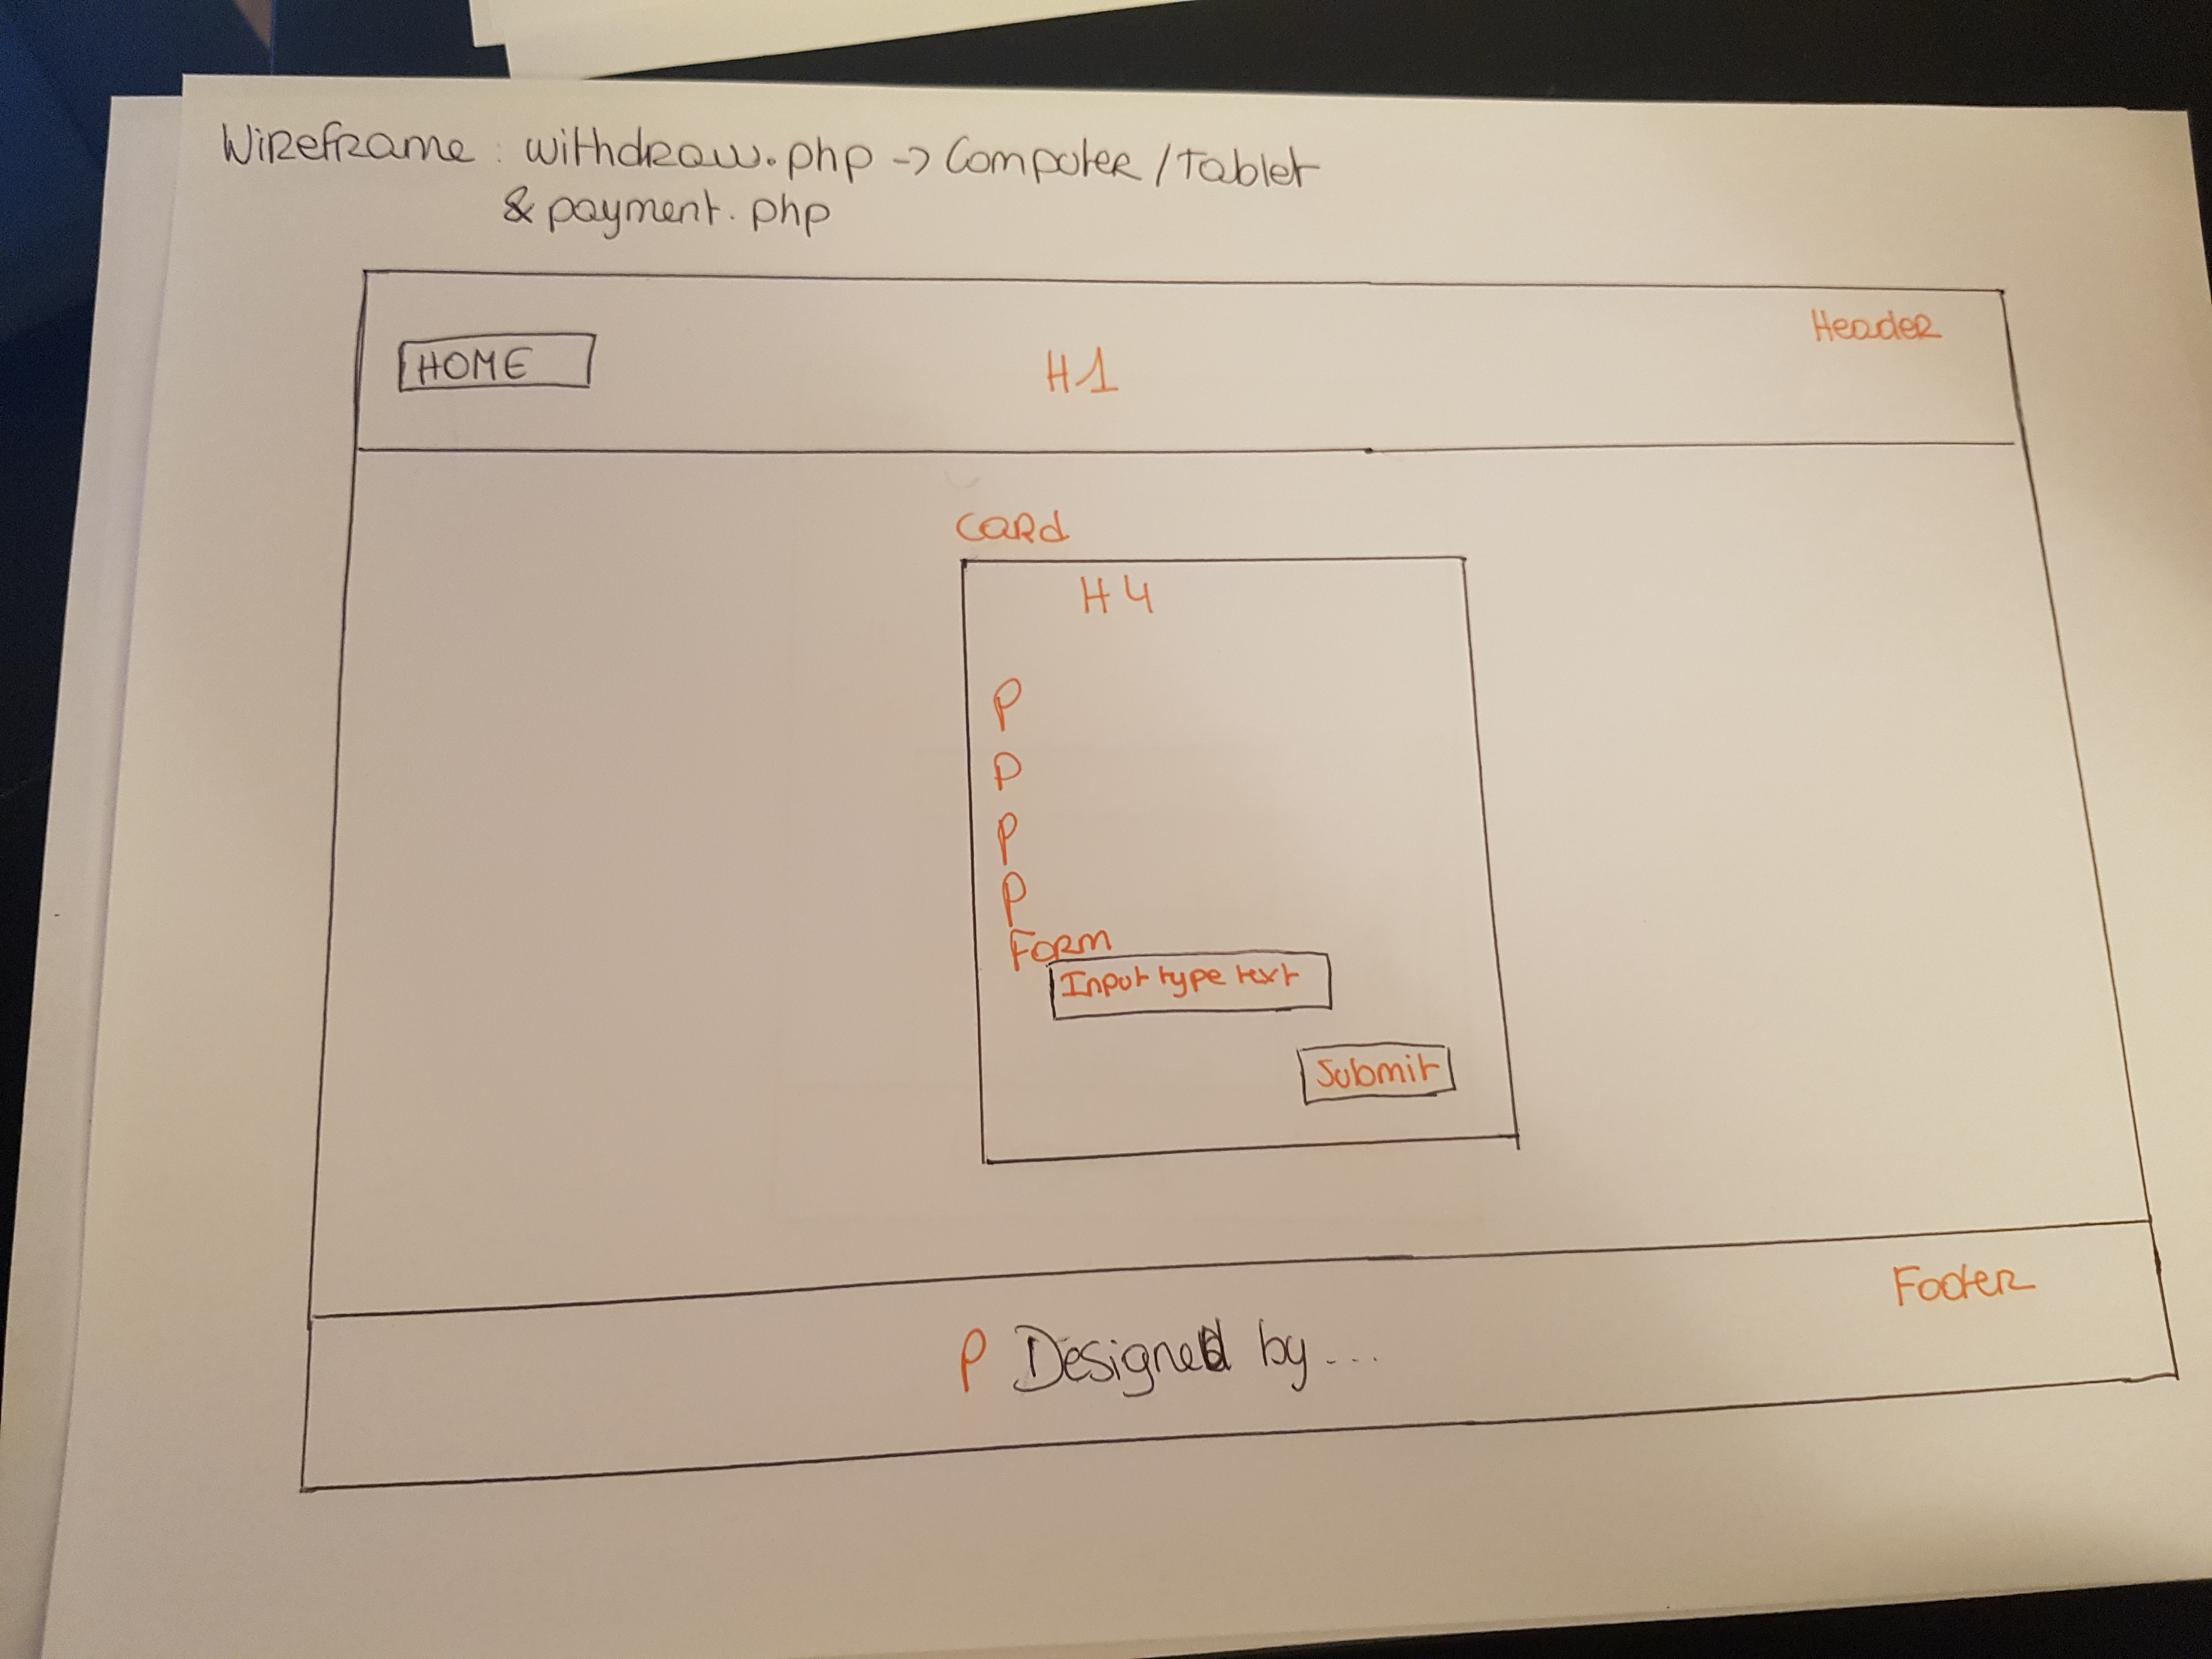 Wireframe : withdraw.php -> Computer / Tablet
& payment.php
Header
HOME
H1
Card
H4
P
P
P
P
Form
Input type text
Submit
Footer
P Designed by...